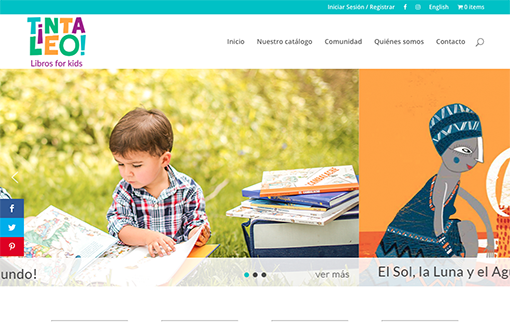 Iniciar Sesión / Registrar English 0 items
TINTA
LEO!
Libros for kids
Inicio Nuestro catálogo Comunidad Quiénes somos Contacto
undo! ver más
El Sol, la Luna y el Ag